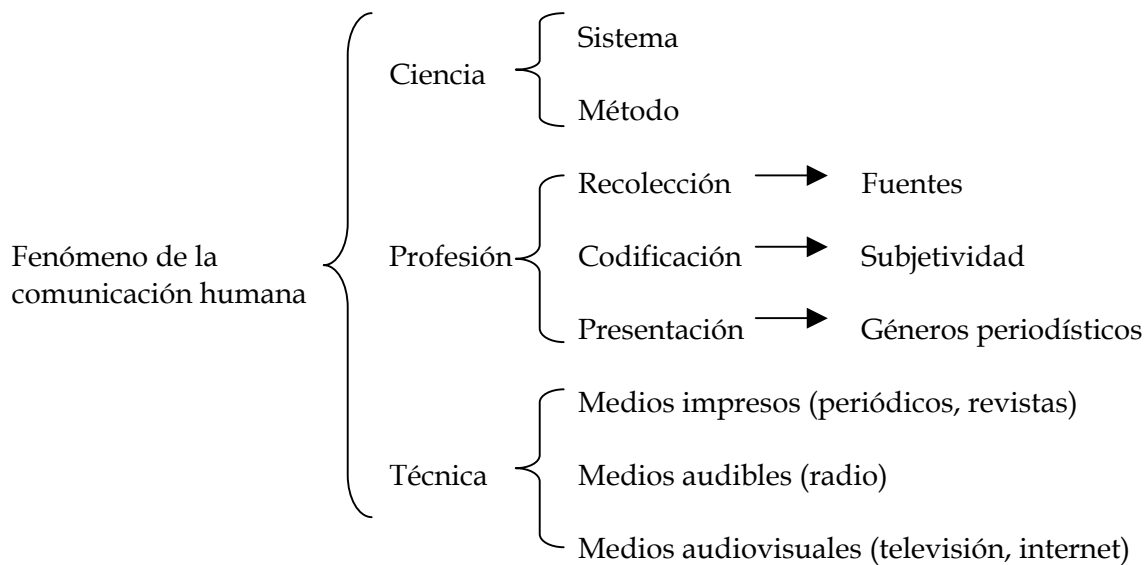 Sistema
Ciencia
Método
Recolección Fuentes
Fenómeno de la
comunicación humana
Profesión Codificación Subjetividad
Presentación Géneros periodísticos
Medios impresos (periódicos, revistas)
Técnica Medios audibles (radio)
Medios audiovisuales (televisión, internet)